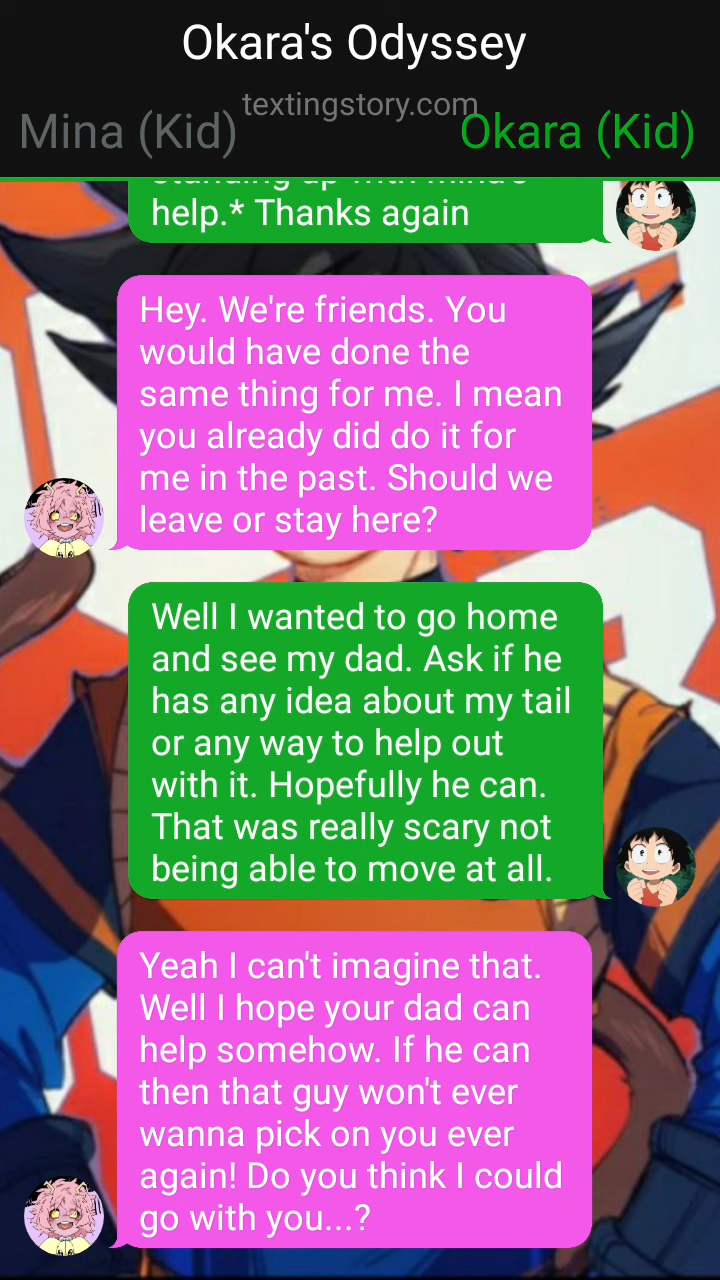 Okara's Odyssey
textingstory.com
Mina (Kid)
Okara (Kid)
standing up with Mina's
help.* Thanks again
Hey. We're friends. You
would have done the
same thing for me. I mean
you already did do it for
me in the past. Should we
leave or stay here?
Well I wanted to go home
and see my dad. Ask if he
has any idea about my tail
or any way to help out
with it. Hopefully he can.
That was really scary not
being able to move at all.
Yeah I can't imagine that.
Well I hope your dad can
help somehow. If he can
then that guy won't ever
wanna pick on you ever
again! Do you think I could
go with you...?